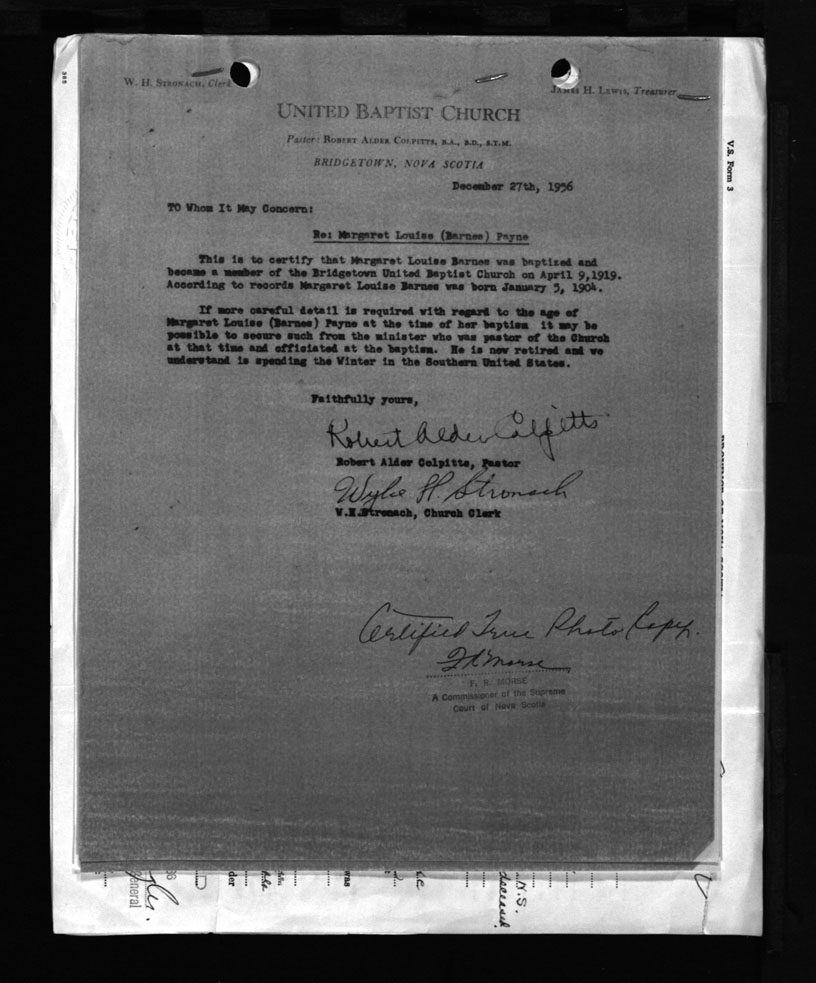 W. H. STRONACH, Clerk
JAMES H. LEWIS, Treasurer
UNITED BAPTIST CHURCH
Pastor: ROBERT ALDER COLPITTS, B.A., B.D., S.T.M.
BRIDGETOWN, NOVA SCOTIA
December 27th, 1956
TO Whom It May Concern:
Re: Margaret Louise (Barnes) Payne
This is to certify that Margaret Louise Barnes was baptized and
became a member of the Bridgetown United Baptist Church on April 9,1919.
According to records Margaret Louise Barnes was born January 5, 1904.
If more careful detail is required with regard to the age of
Margaret Louise (Barnes) Payne at the time of her baptism it may be
possible to secure such from the minister who was pastor of the Church
at that time and officiated at the baptism. He is now retired and we
understand is spending the Winter in the Southern United States.
Faithfully yours,
Robert Alder Colpitts
Robert Alder Colpitts, Pastor
Wylie H. Stronach
W.H.Stronach, Church Clerk
Certified True Photo Copy.
F R Morse
F. R. MORSE
A Commissioner of the Supreme
Court of Nova Scotia
V.S. Form 3
N.S.
deceased
was
der
General